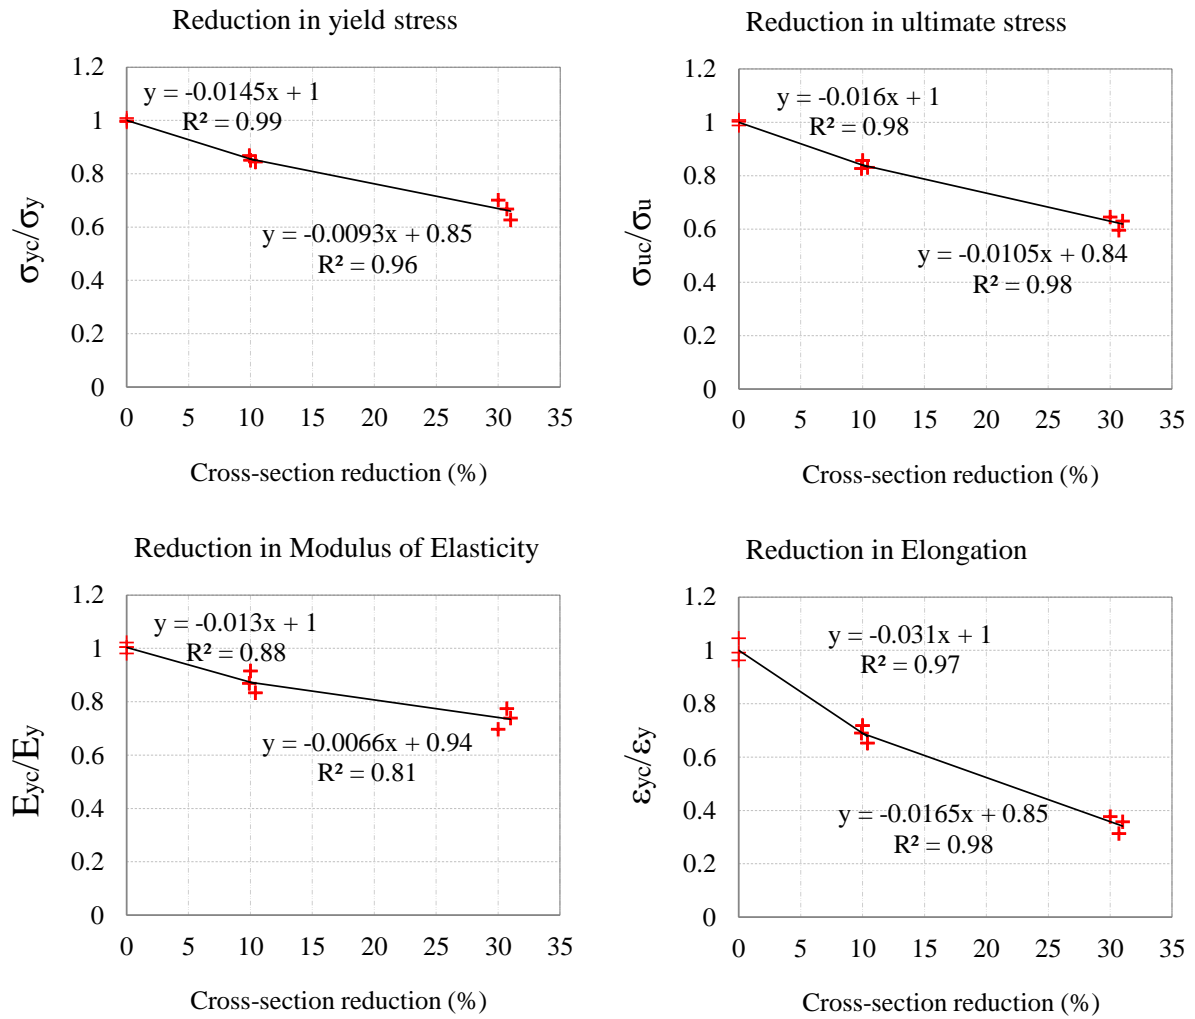 Reduction in yield stress
1.2
1
0.8
0.6
0.4
0.2
0
y = -0.0145x + 1
R² = 0.99
y = -0.0093x + 0.85
R² = 0.96
σyc/σy
0 5 10 15 20 25 30 35
Cross-section reduction (%)
Reduction in ultimate stress
1.2
1
0.8
0.6
0.4
0.2
0
y = -0.016x + 1
R² = 0.98
y = -0.0105x + 0.84
R² = 0.98
σuc/σu
0 5 10 15 20 25 30 35
Cross-section reduction (%)
Reduction in Modulus of Elasticity
1.2
1
0.8
0.6
0.4
0.2
0
y = -0.013x + 1
R² = 0.88
y = -0.0066x + 0.94
R² = 0.81
Eyc/Ey
0 5 10 15 20 25 30 35
Cross-section reduction (%)
Reduction in Elongation
1.2
1
0.8
0.6
0.4
0.2
0
y = -0.031x + 1
R² = 0.97
y = -0.0165x + 0.85
R² = 0.98
εyc/εy
0 5 10 15 20 25 30 35
Cross-section reduction (%)